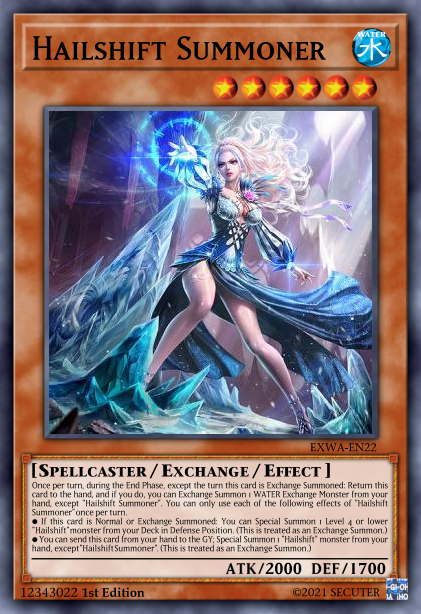 HAILSHIFT SUMMONER
WATER
水
EXWA-EN22
[SPELLCASTER / EXCHANGE / EFFECT ]
Once per turn, during the End Phase, except the turn this card is Exchange Summoned: Return this
card to the hand, and if you do, you can Exchange Summon 1 WATER Exchange Monster from your
hand, except "Hailshift Summoner". You can only use each of the following effects of "Hailshift
Summoner" once per turn.
● If this card is Normal or Exchange Summoned: You can Special Summon 1 Level 4 or lower
"Hailshift"monster from your Deck in Defense Position. (This is treated as an Exchange Summon.)
●You can send this card from your hand to the GY; Special Summon 1 "Hailshift" monster from your
hand, except"Hailshift Summoner". (This is treated as an Exchange Summon.)
ATK/2000 DEF/1700
12343022 1st Edition
©2021 SECUTER